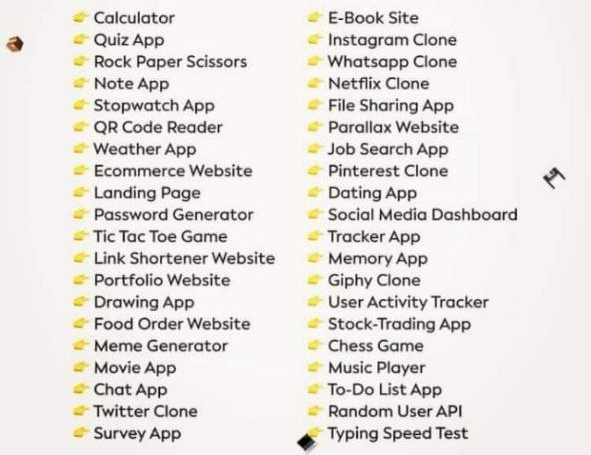 Calculator
Quiz App
Rock Paper Scissors
Note App
Stopwatch App
QR Code Reader
Weather App
Ecommerce Website
Landing Page
Password Generator
Tic Tac Toe Game
Link Shortener Website
Portfolio Website
Drawing App
Food Order Website
Meme Generator
Movie App
Chat App
Twitter Clone
Survey App
E-Book Site
Instagram Clone
Whatsapp Clone
Netflix Clone
File Sharing App
Parallax Website
Job Search App
Pinterest Clone
Dating App
Social Media Dashboard
Tracker App
Memory App
Giphy Clone
User Activity Tracker
Stock-Trading App
Chess Game
Music Player
To-Do List App
Random User API
Typing Speed Test